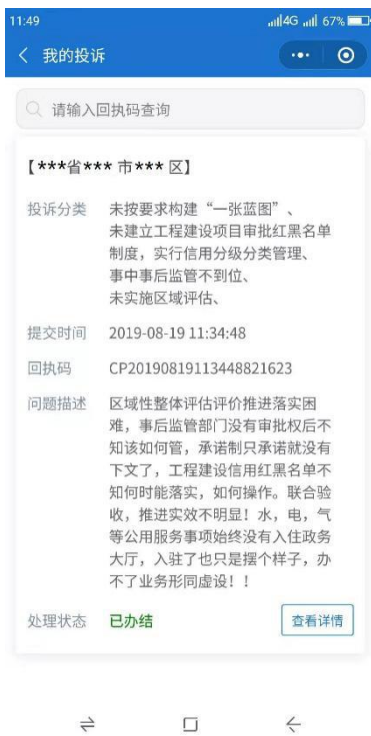 11:49
4G 67%
我的投诉
请输入回执码查询
【***省*** 市*** 区】
投诉分类 未按要求构建“一张蓝图”、
未建立工程建设项目审批红黑名单
制度，实行信用分级分类管理、
事中事后监管不到位、
未实施区域评估、
提交时间 2019-08-19 11:34:48
回执码 CP20190819113448821623
问题描述 区域性整体评估评价推进落实困
难，事后监管部门没有审批权后不
知该如何管，承诺制只承诺就没有
下文了，工程建设信用红黑名单不
知何时能落实，如何操作。联合验
收，推进实效不明显！水，电，气
等公用服务事项始终没有入住政务
大厅，入驻了也只是摆个样子，办
不了业务形同虚设！！
处理状态 已办结 查看详情